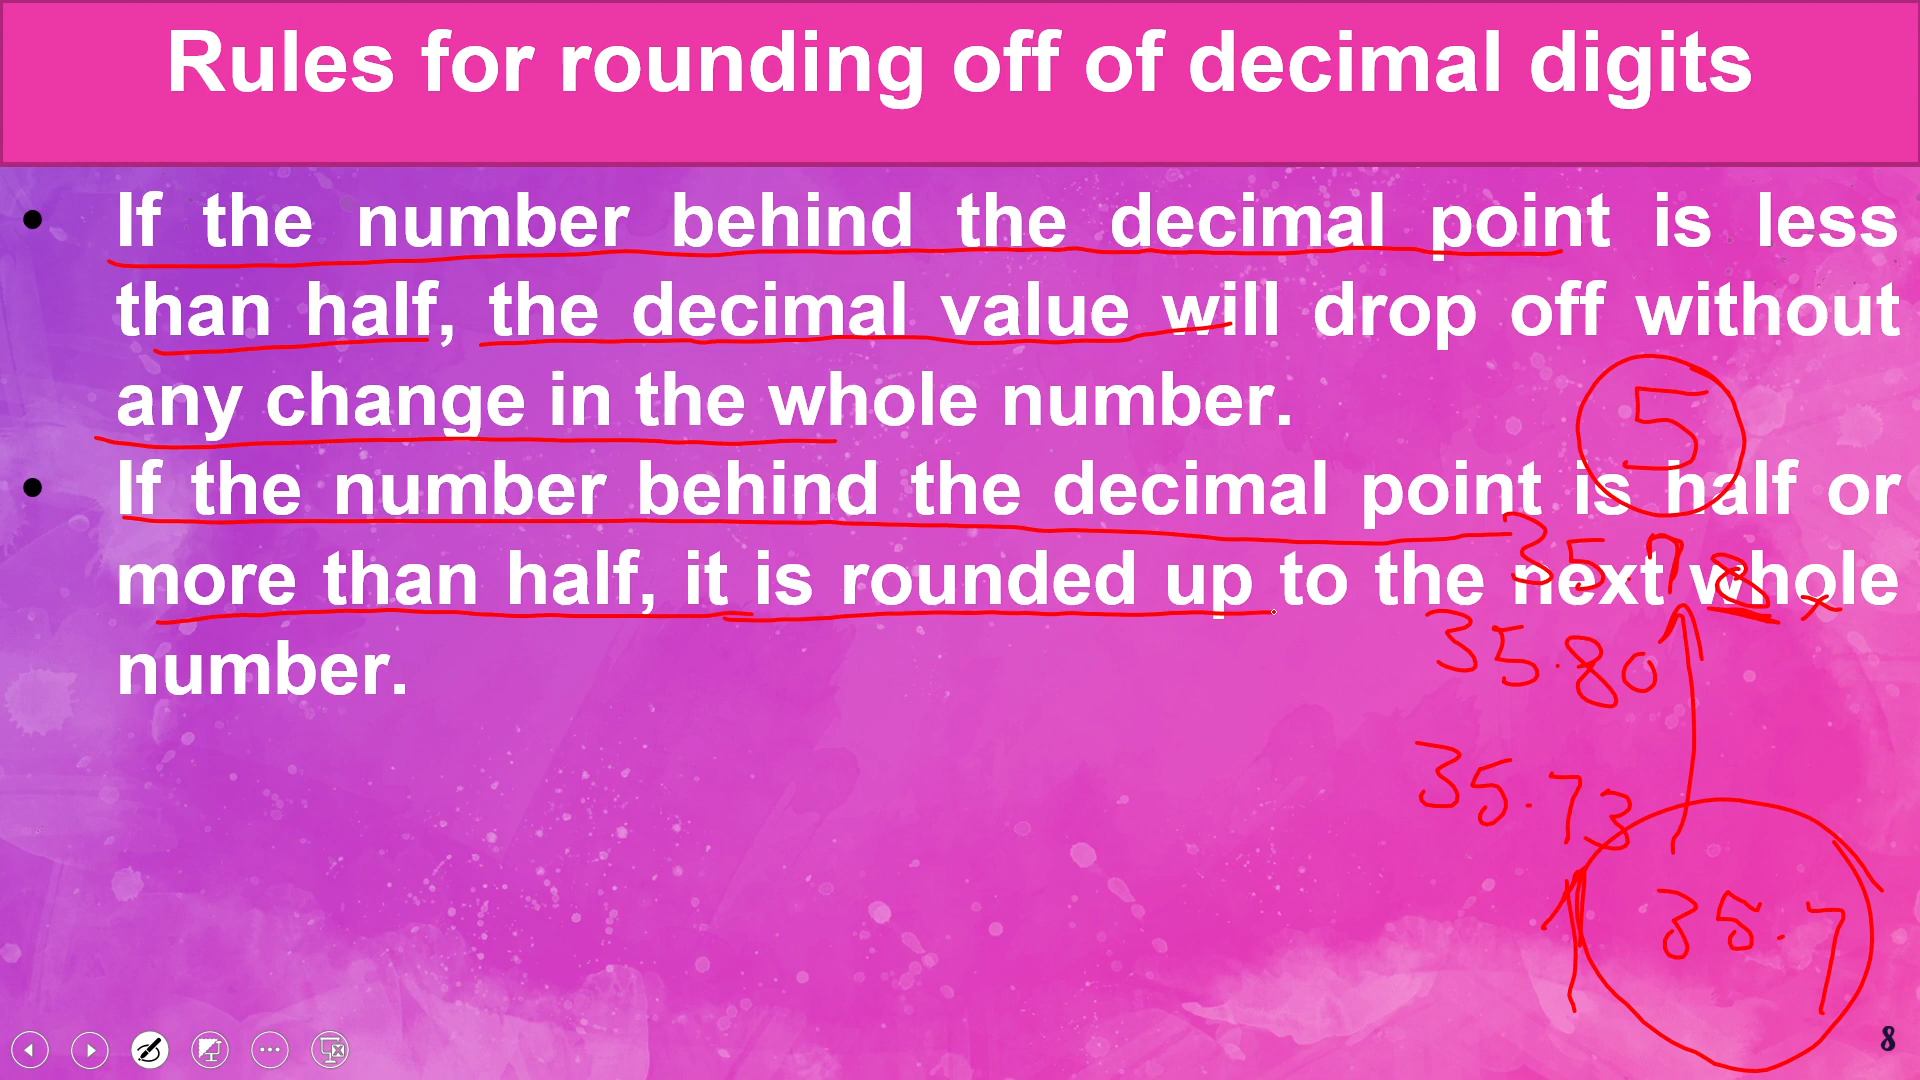 Rules for rounding off of decimal digits
• If the number behind the decimal point is less
than half, the decimal value will drop off without
any change in the whole number.
5
• If the number behind the decimal point is half or
35.78
more than half, it is rounded up to the next whole
35.80
number.
35.73
35.7
8